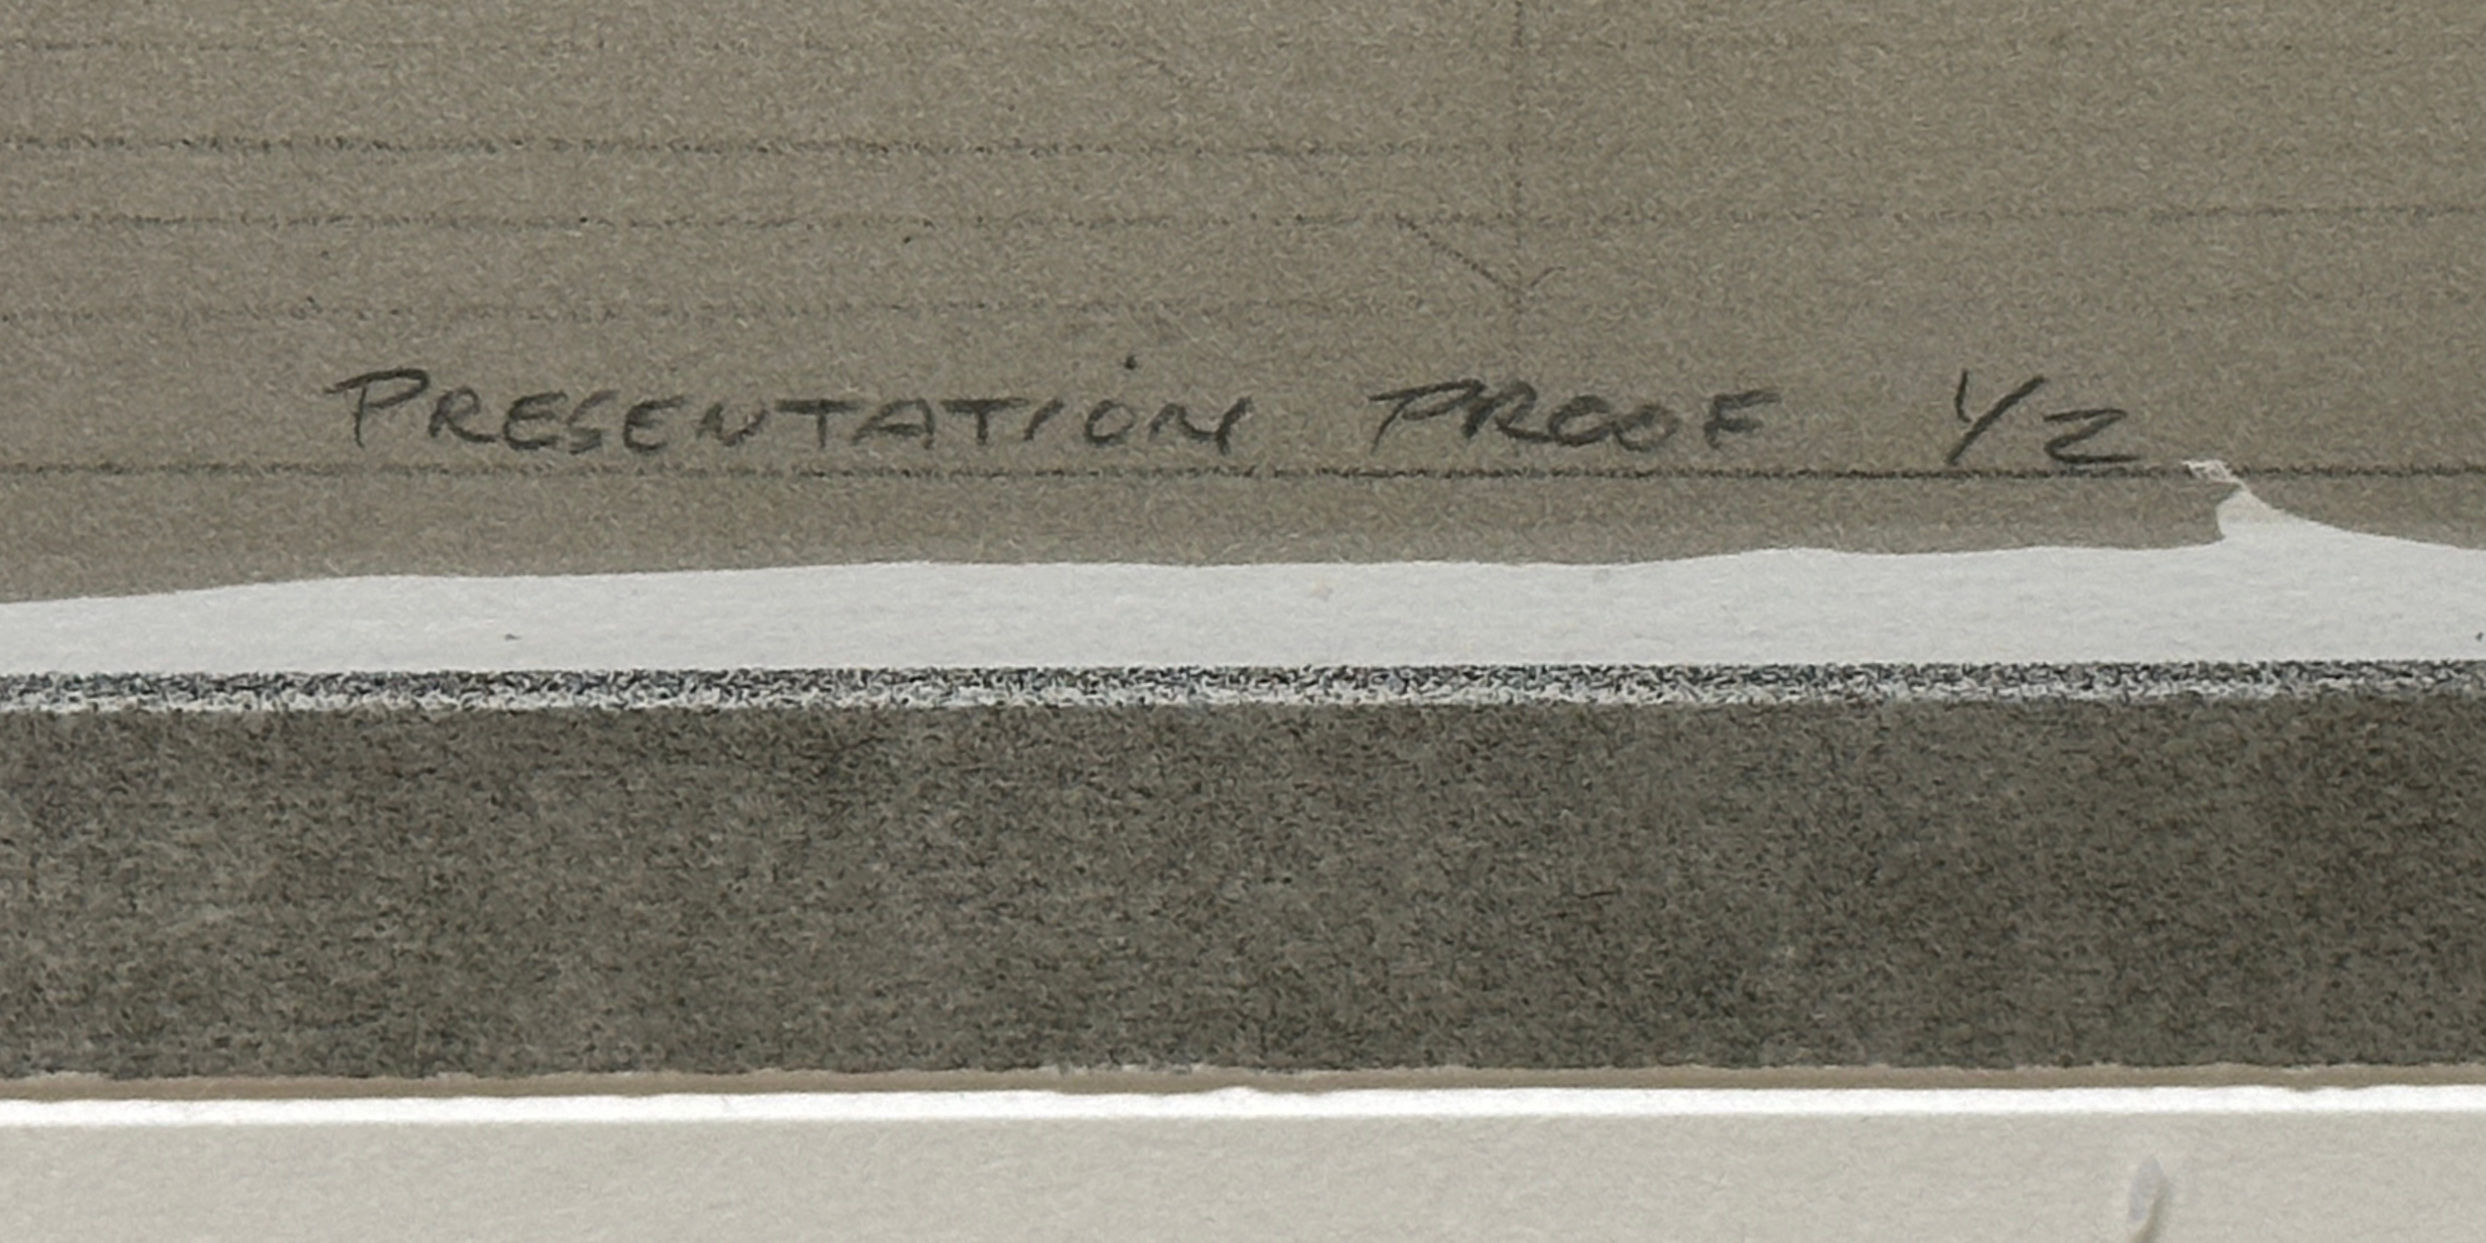 PRESENTATION PROOF 1/2